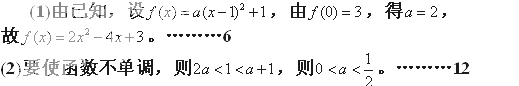 (1)由已知，设f(x)=a(x-1)²+1，由f(0)=3，得a=2，
故f(x)=2x²-4x+3。………6
(2)要使函数不单调，则2a<1<a+1，则0<a<1/2。………12